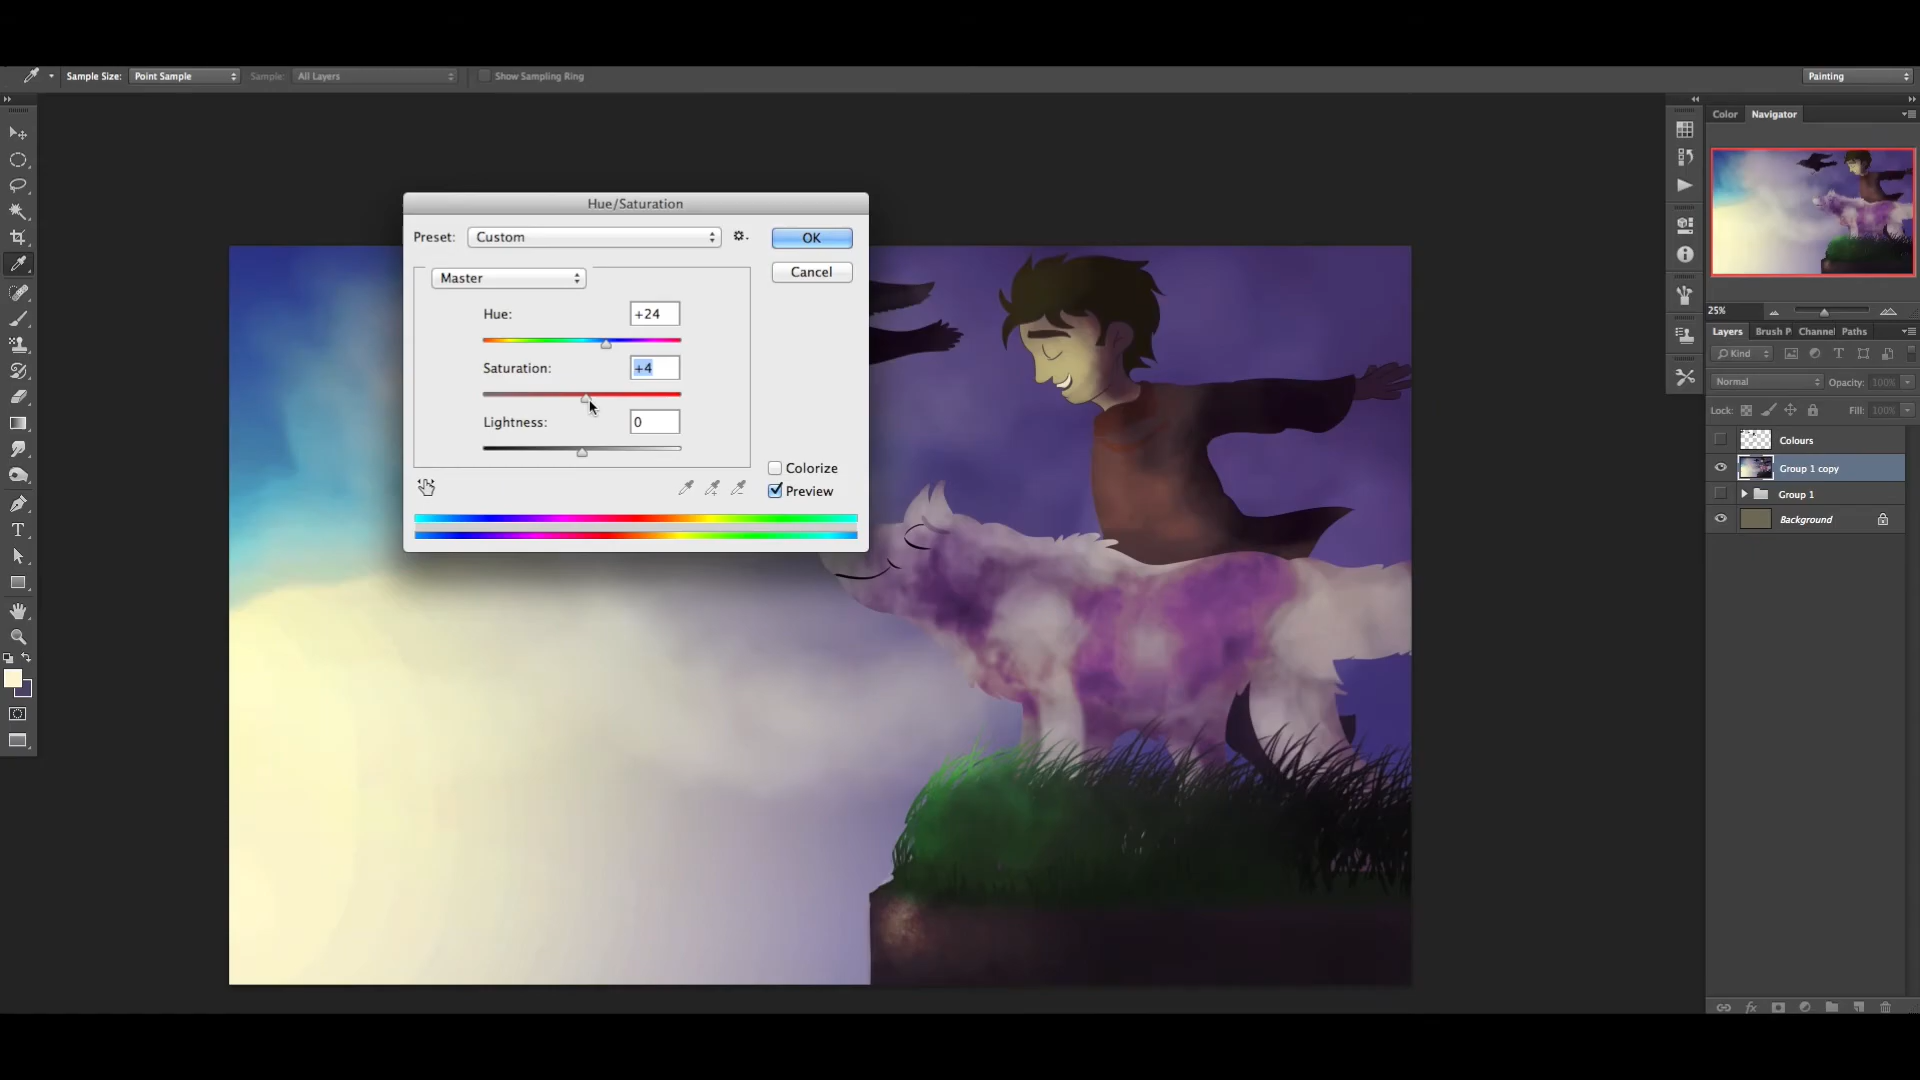 Sample Size: Point Sample Sample: All Layers Show Sampling Ring Painting
Hue/Saturation
Preset: Custom
OK
Master
Cancel
Hue: +24
Saturation: +4
Lightness: 0
Colorize
Preview
Color Navigator
25%
Layers Brush P Channel Paths
Kind
Normal Opacity: 100%
Lock: Fill: 100%
Colours
Group 1 copy
Group 1
Background